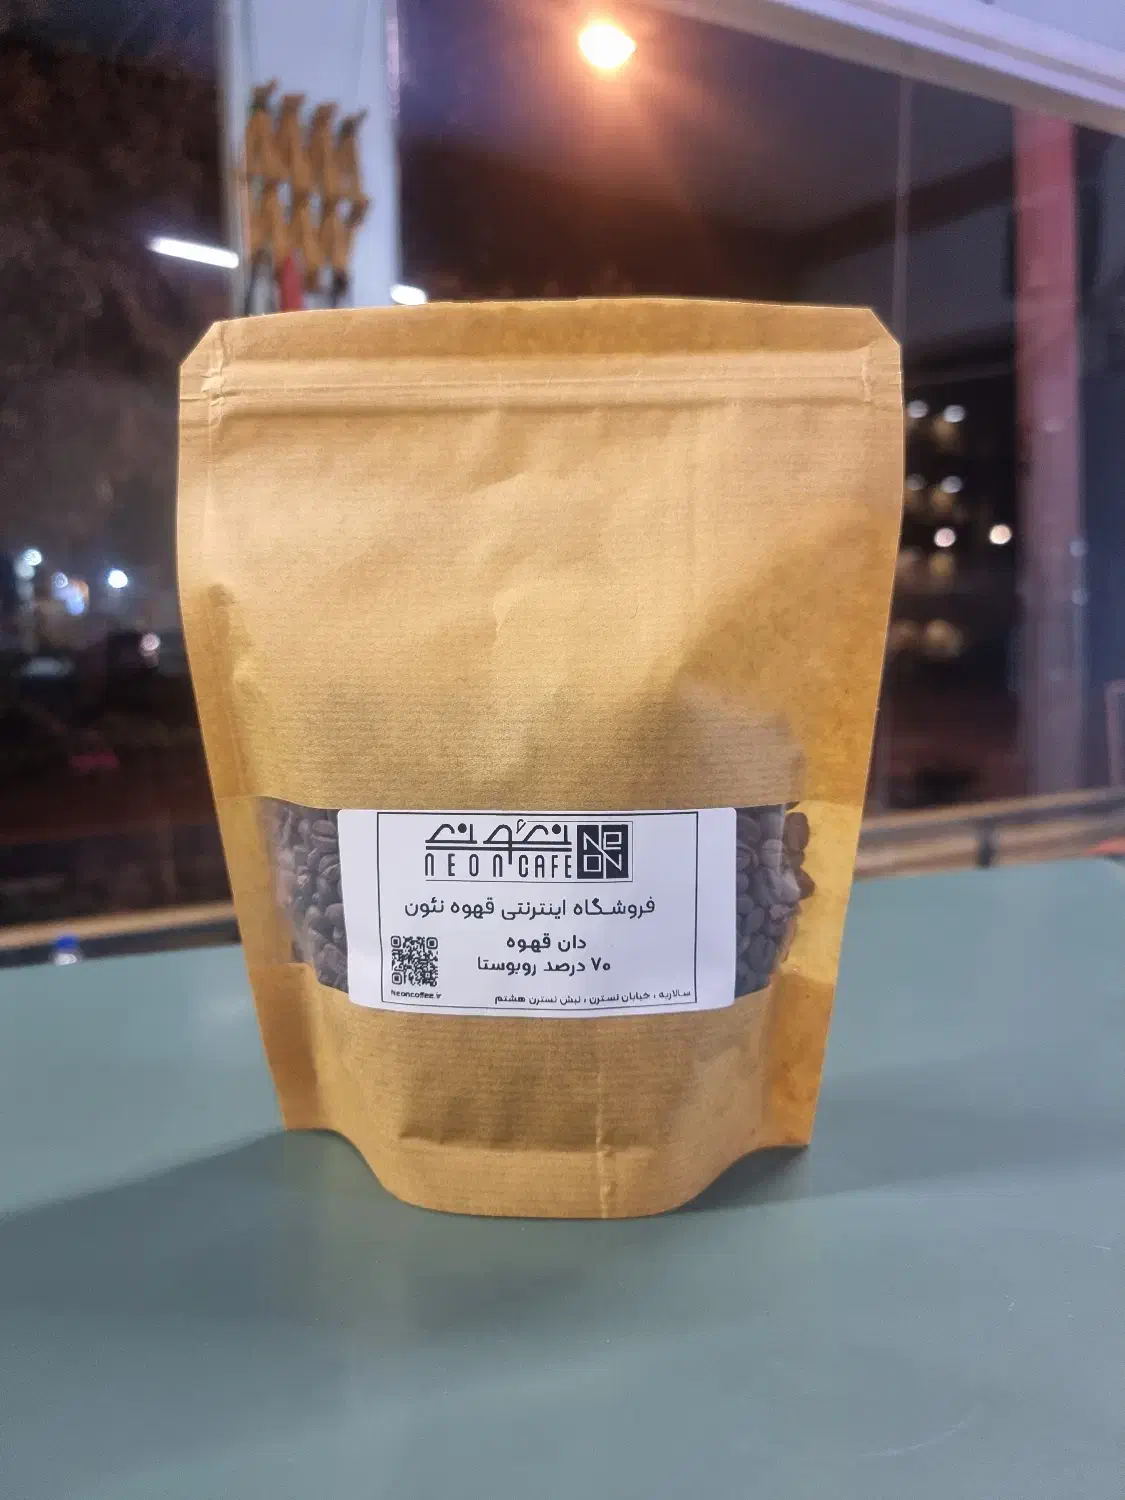 نئون
NEON CAFE
NEON
فروشگاه اینترنتی قهوه نئون
دان قهوه
۷۰ درصد روبوستا
Neoncoffee.ir
سالاریه ، خیابان نسترن ، نبش نسترن هشتم